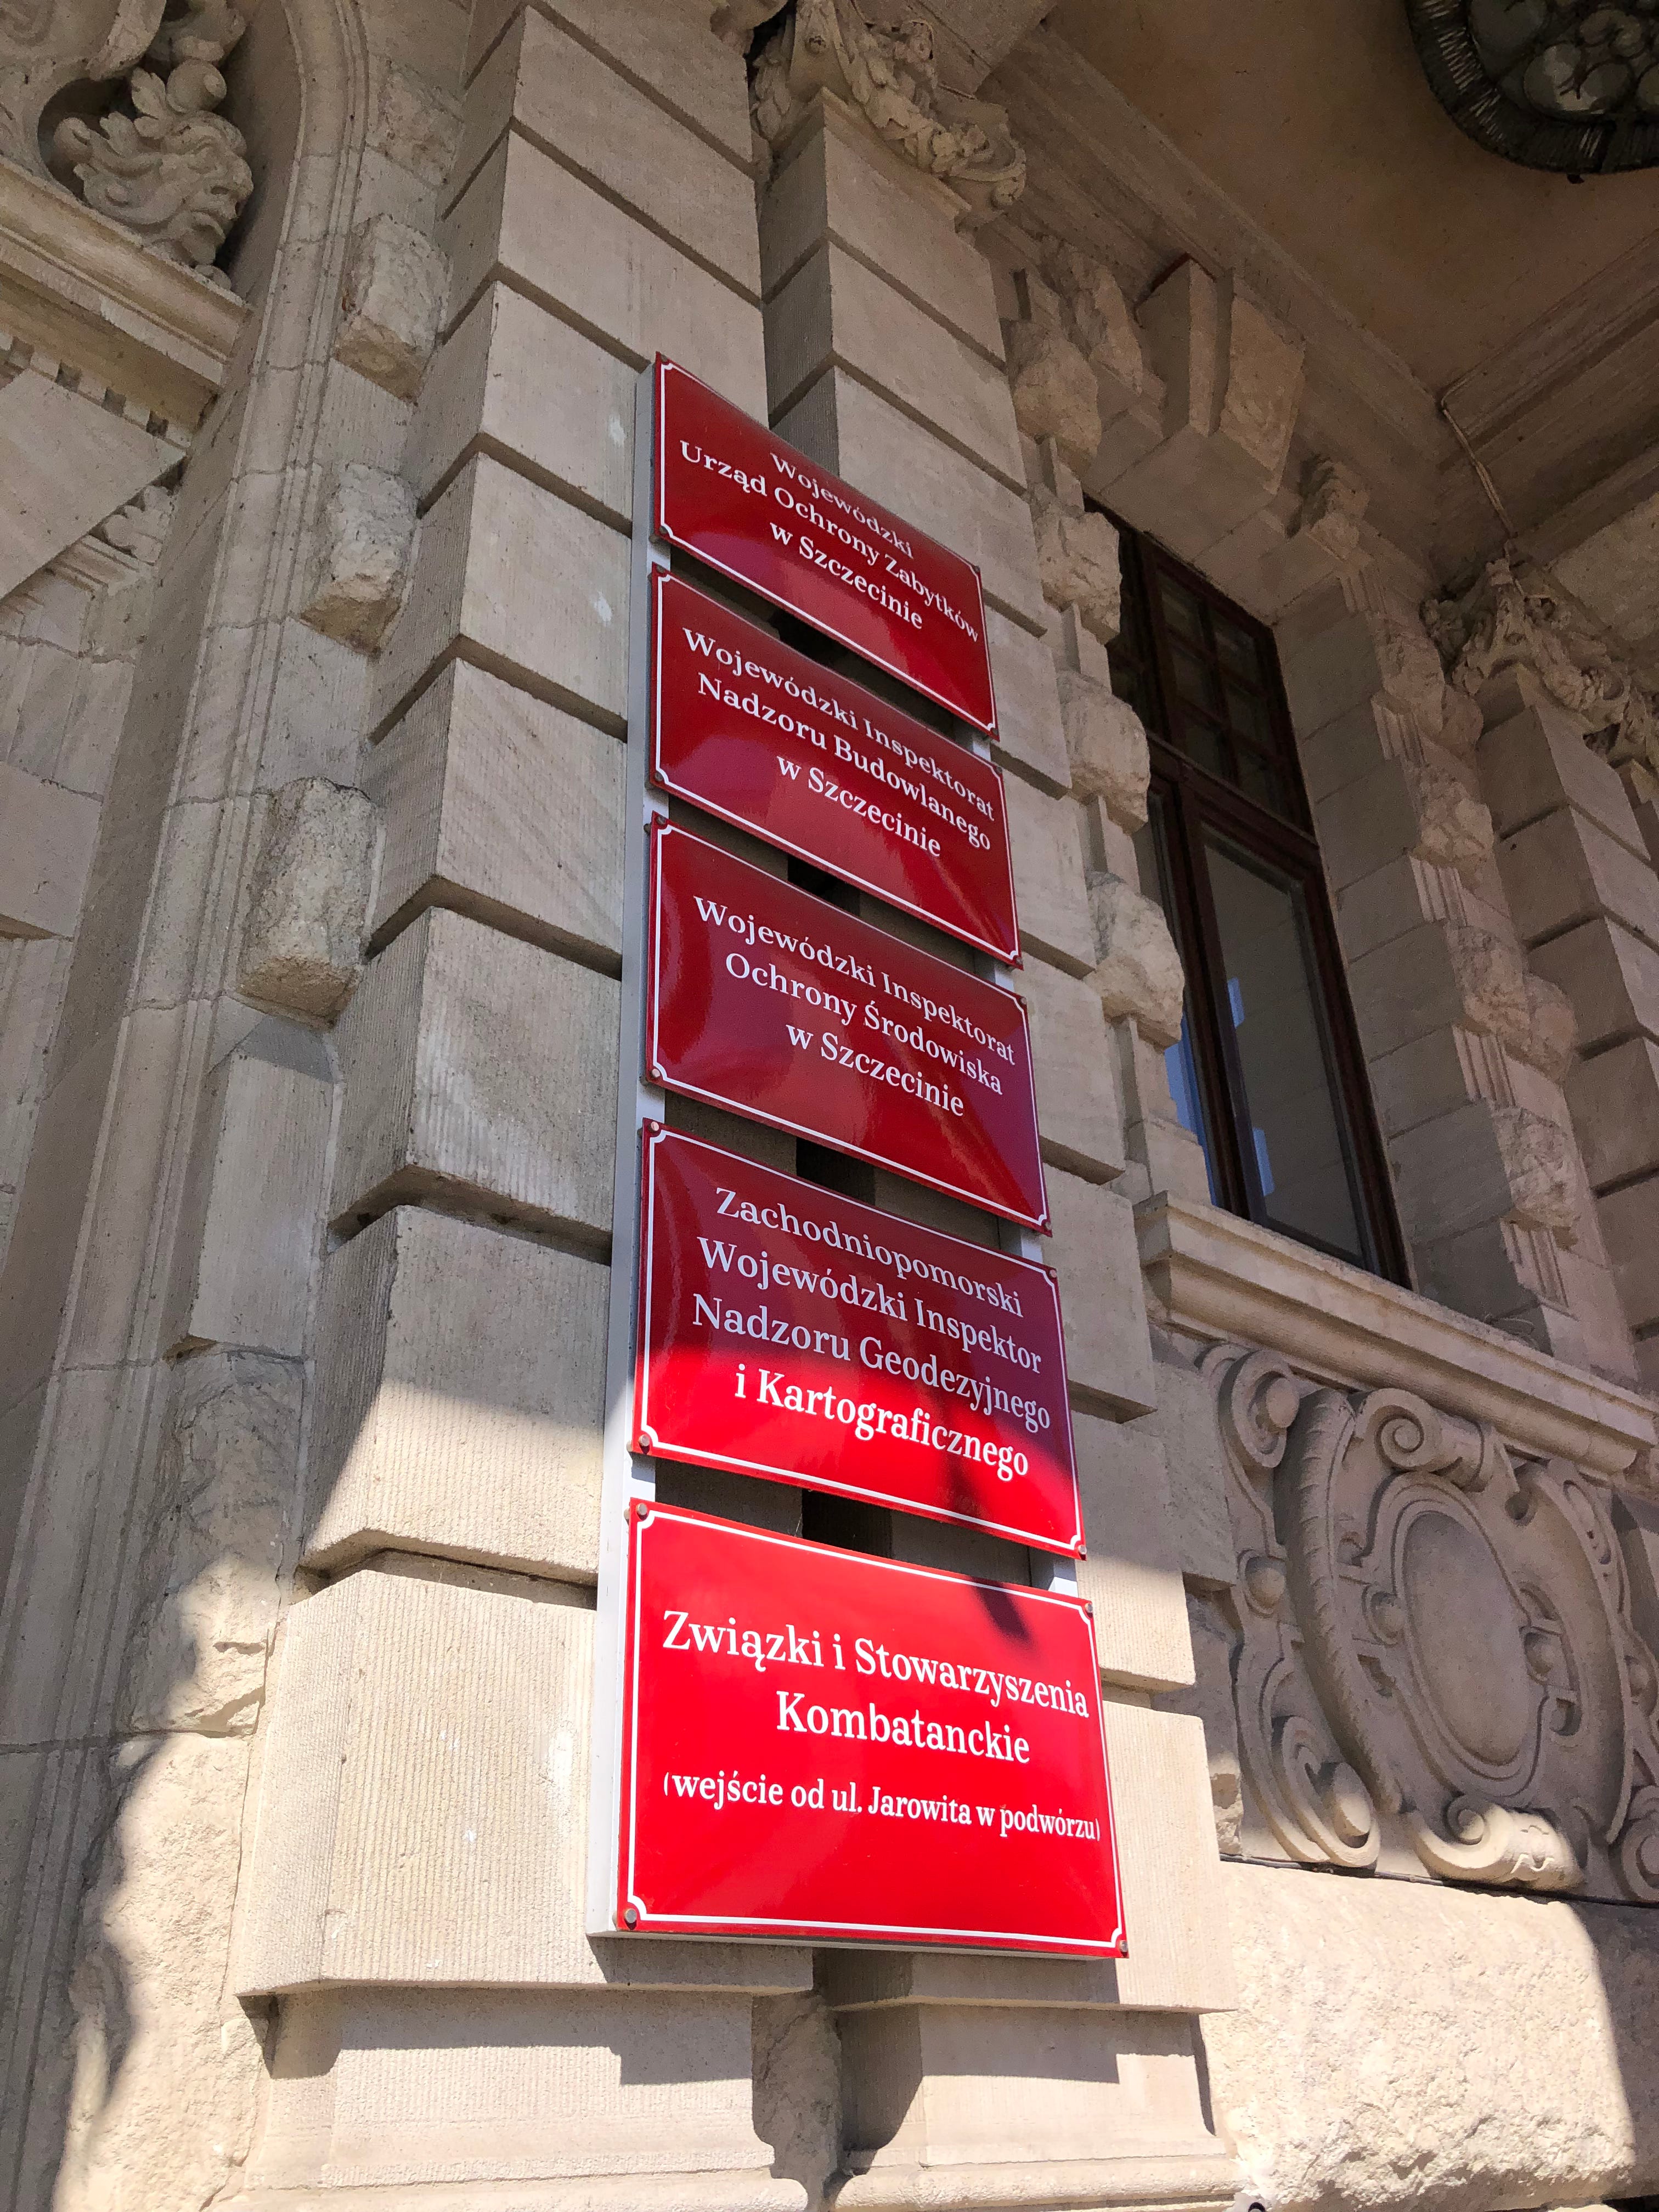 Wojewódzki
Urząd Ochrony Zabytków
w Szczecinie
Wojewódzki Inspektorat
Nadzoru Budowlanego
w Szczecinie
Wojewódzki Inspektorat
Ochrony Środowiska
w Szczecinie
Zachodniopomorski
Wojewódzki Inspektor
Nadzoru Geodezyjnego
i Kartograficznego
Związki i Stowarzyszenia
Kombatanckie
(wejście od ul. Jarowita w podwórzu)